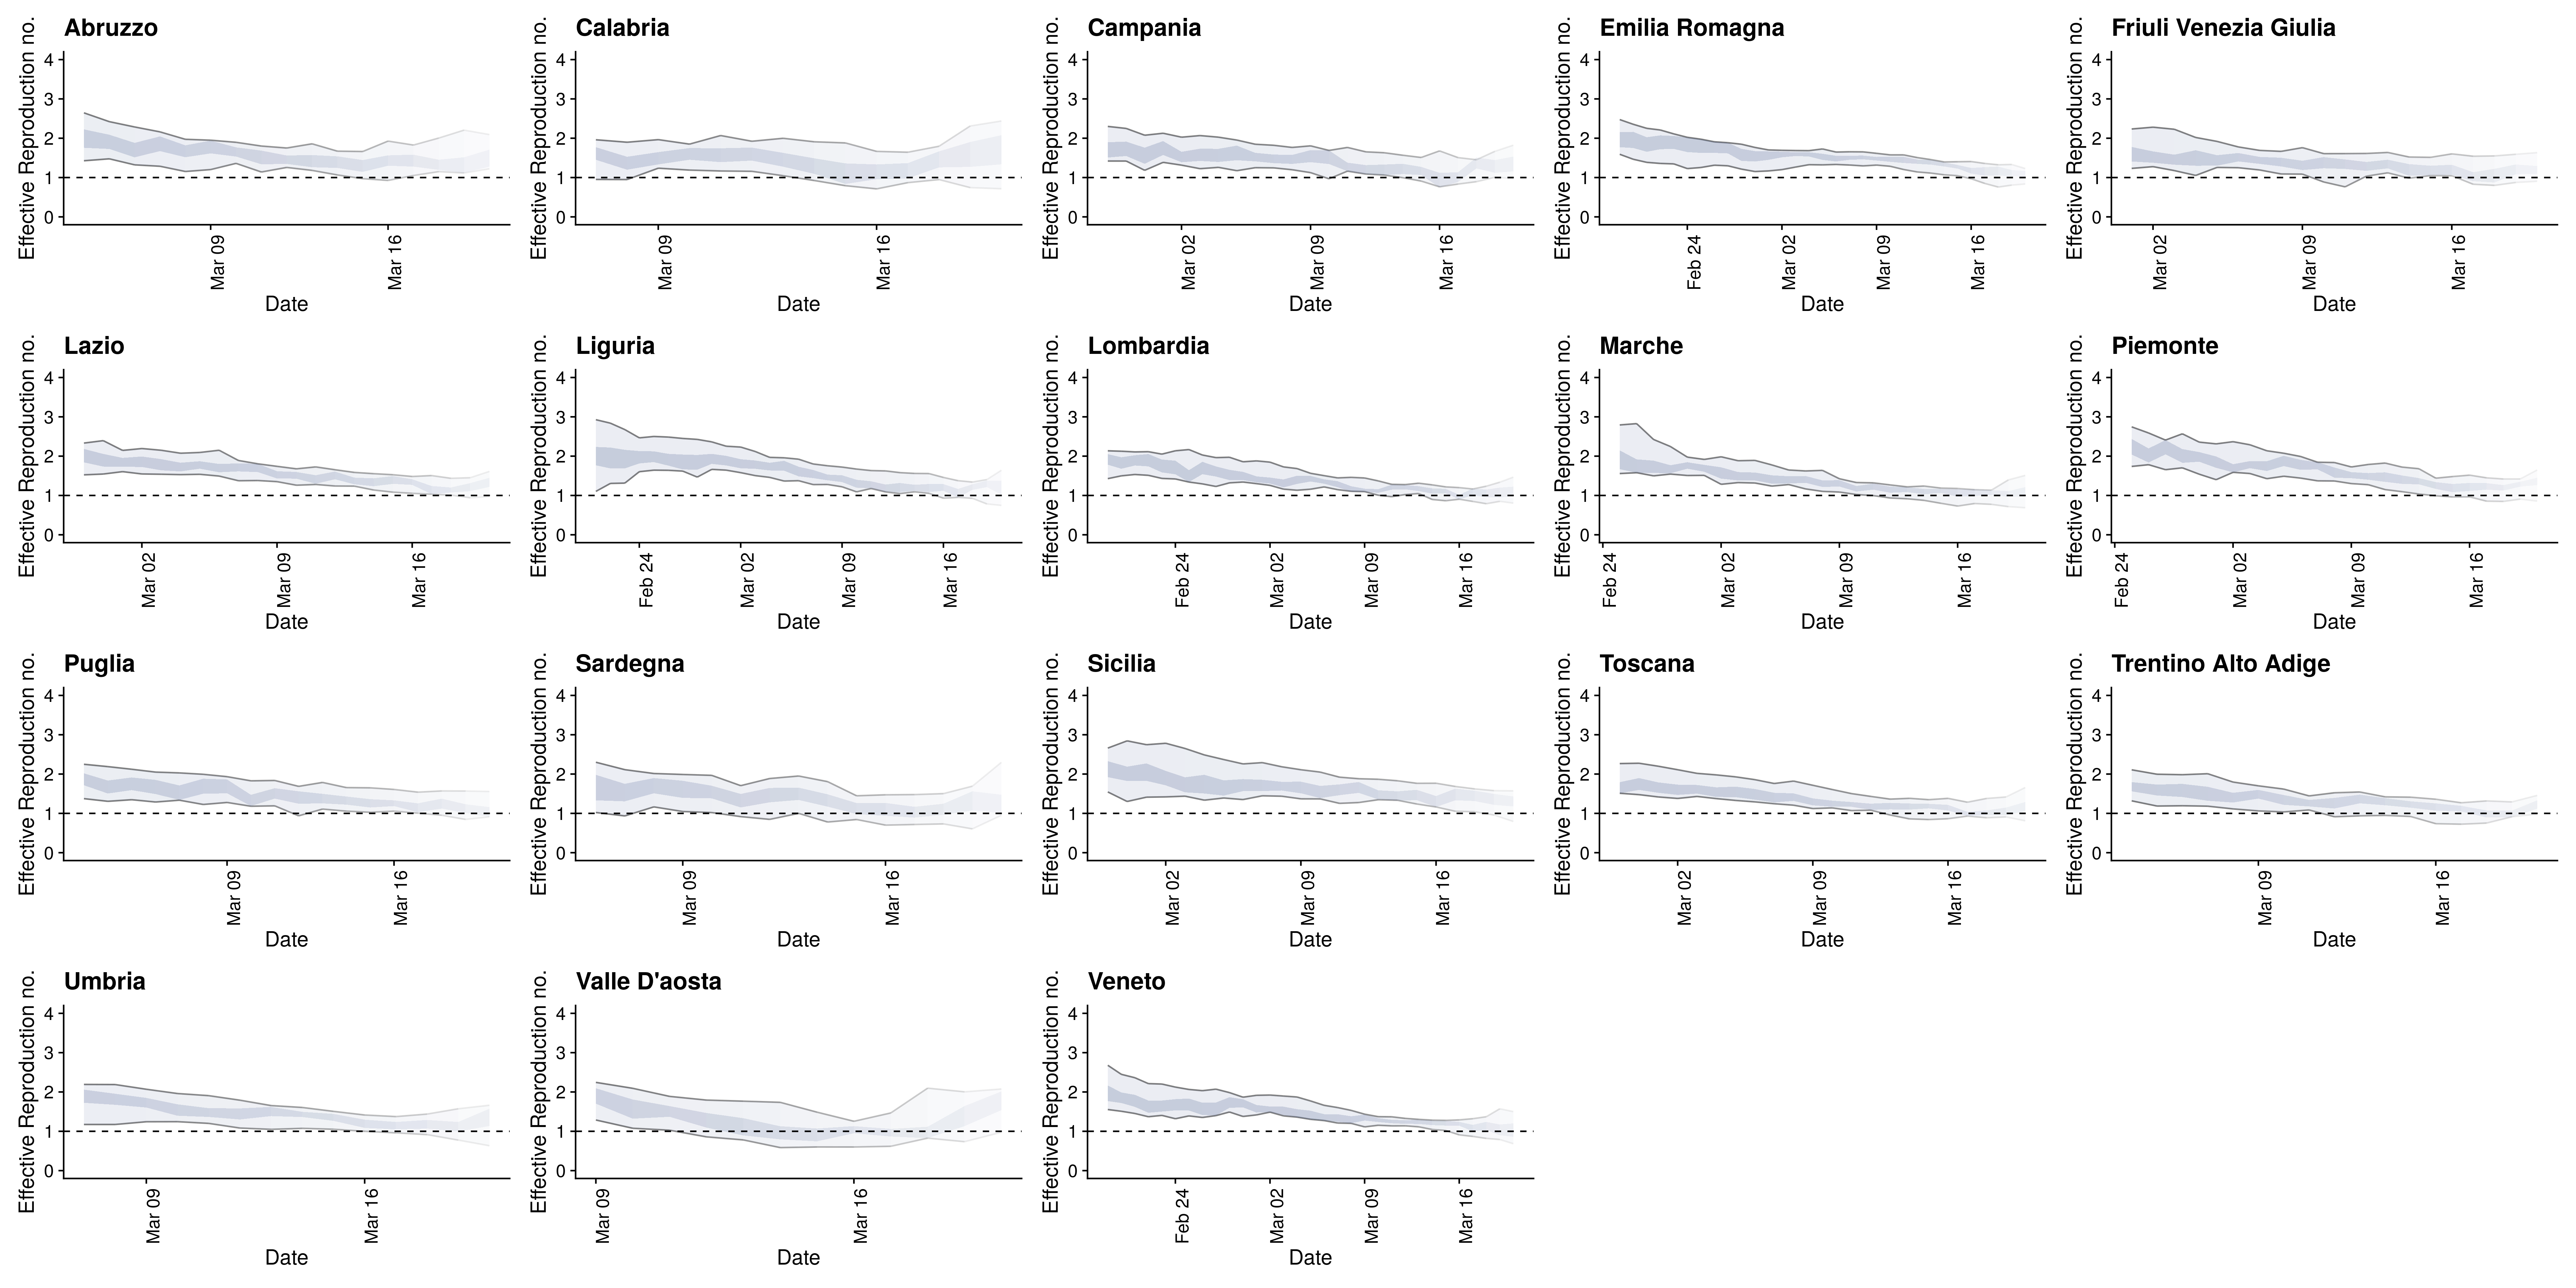 Abruzzo
Effective Reproduction no.
4
3
2
1
0
Mar 09
Mar 16
Date
Calabria
Effective Reproduction no.
4
3
2
1
0
Mar 09
Mar 16
Date
Campania
Effective Reproduction no.
4
3
2
1
0
Mar 02
Mar 09
Mar 16
Date
Emilia Romagna
Effective Reproduction no.
4
3
2
1
0
Feb 24
Mar 02
Mar 09
Mar 16
Date
Friuli Venezia Giulia
Effective Reproduction no.
4
3
2
1
0
Mar 02
Mar 09
Mar 16
Date
Lazio
Effective Reproduction no.
4
3
2
1
0
Mar 02
Mar 09
Mar 16
Date
Liguria
Effective Reproduction no.
4
3
2
1
0
Feb 24
Mar 02
Mar 09
Mar 16
Date
Lombardia
Effective Reproduction no.
4
3
2
1
0
Feb 24
Mar 02
Mar 09
Mar 16
Date
Marche
Effective Reproduction no.
4
3
2
1
0
Feb 24
Mar 02
Mar 09
Mar 16
Date
Piemonte
Effective Reproduction no.
4
3
2
1
0
Feb 24
Mar 02
Mar 09
Mar 16
Date
Puglia
Effective Reproduction no.
4
3
2
1
0
Mar 09
Mar 16
Date
Sardegna
Effective Reproduction no.
4
3
2
1
0
Mar 09
Mar 16
Date
Sicilia
Effective Reproduction no.
4
3
2
1
0
Mar 02
Mar 09
Mar 16
Date
Toscana
Effective Reproduction no.
4
3
2
1
0
Mar 02
Mar 09
Mar 16
Date
Trentino Alto Adige
Effective Reproduction no.
4
3
2
1
0
Mar 09
Mar 16
Date
Umbria
Effective Reproduction no.
4
3
2
1
0
Mar 09
Mar 16
Date
Valle D'aosta
Effective Reproduction no.
4
3
2
1
0
Mar 09
Mar 16
Date
Veneto
Effective Reproduction no.
4
3
2
1
0
Feb 24
Mar 02
Mar 09
Mar 16
Date